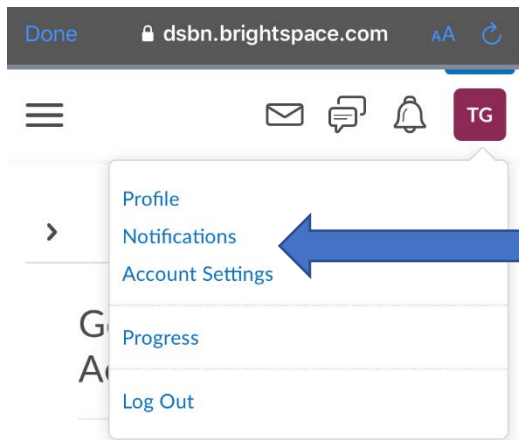 Done dsbn.brightspace.com AA
TG
Profile
Notifications
Account Settings
Progress
Log Out